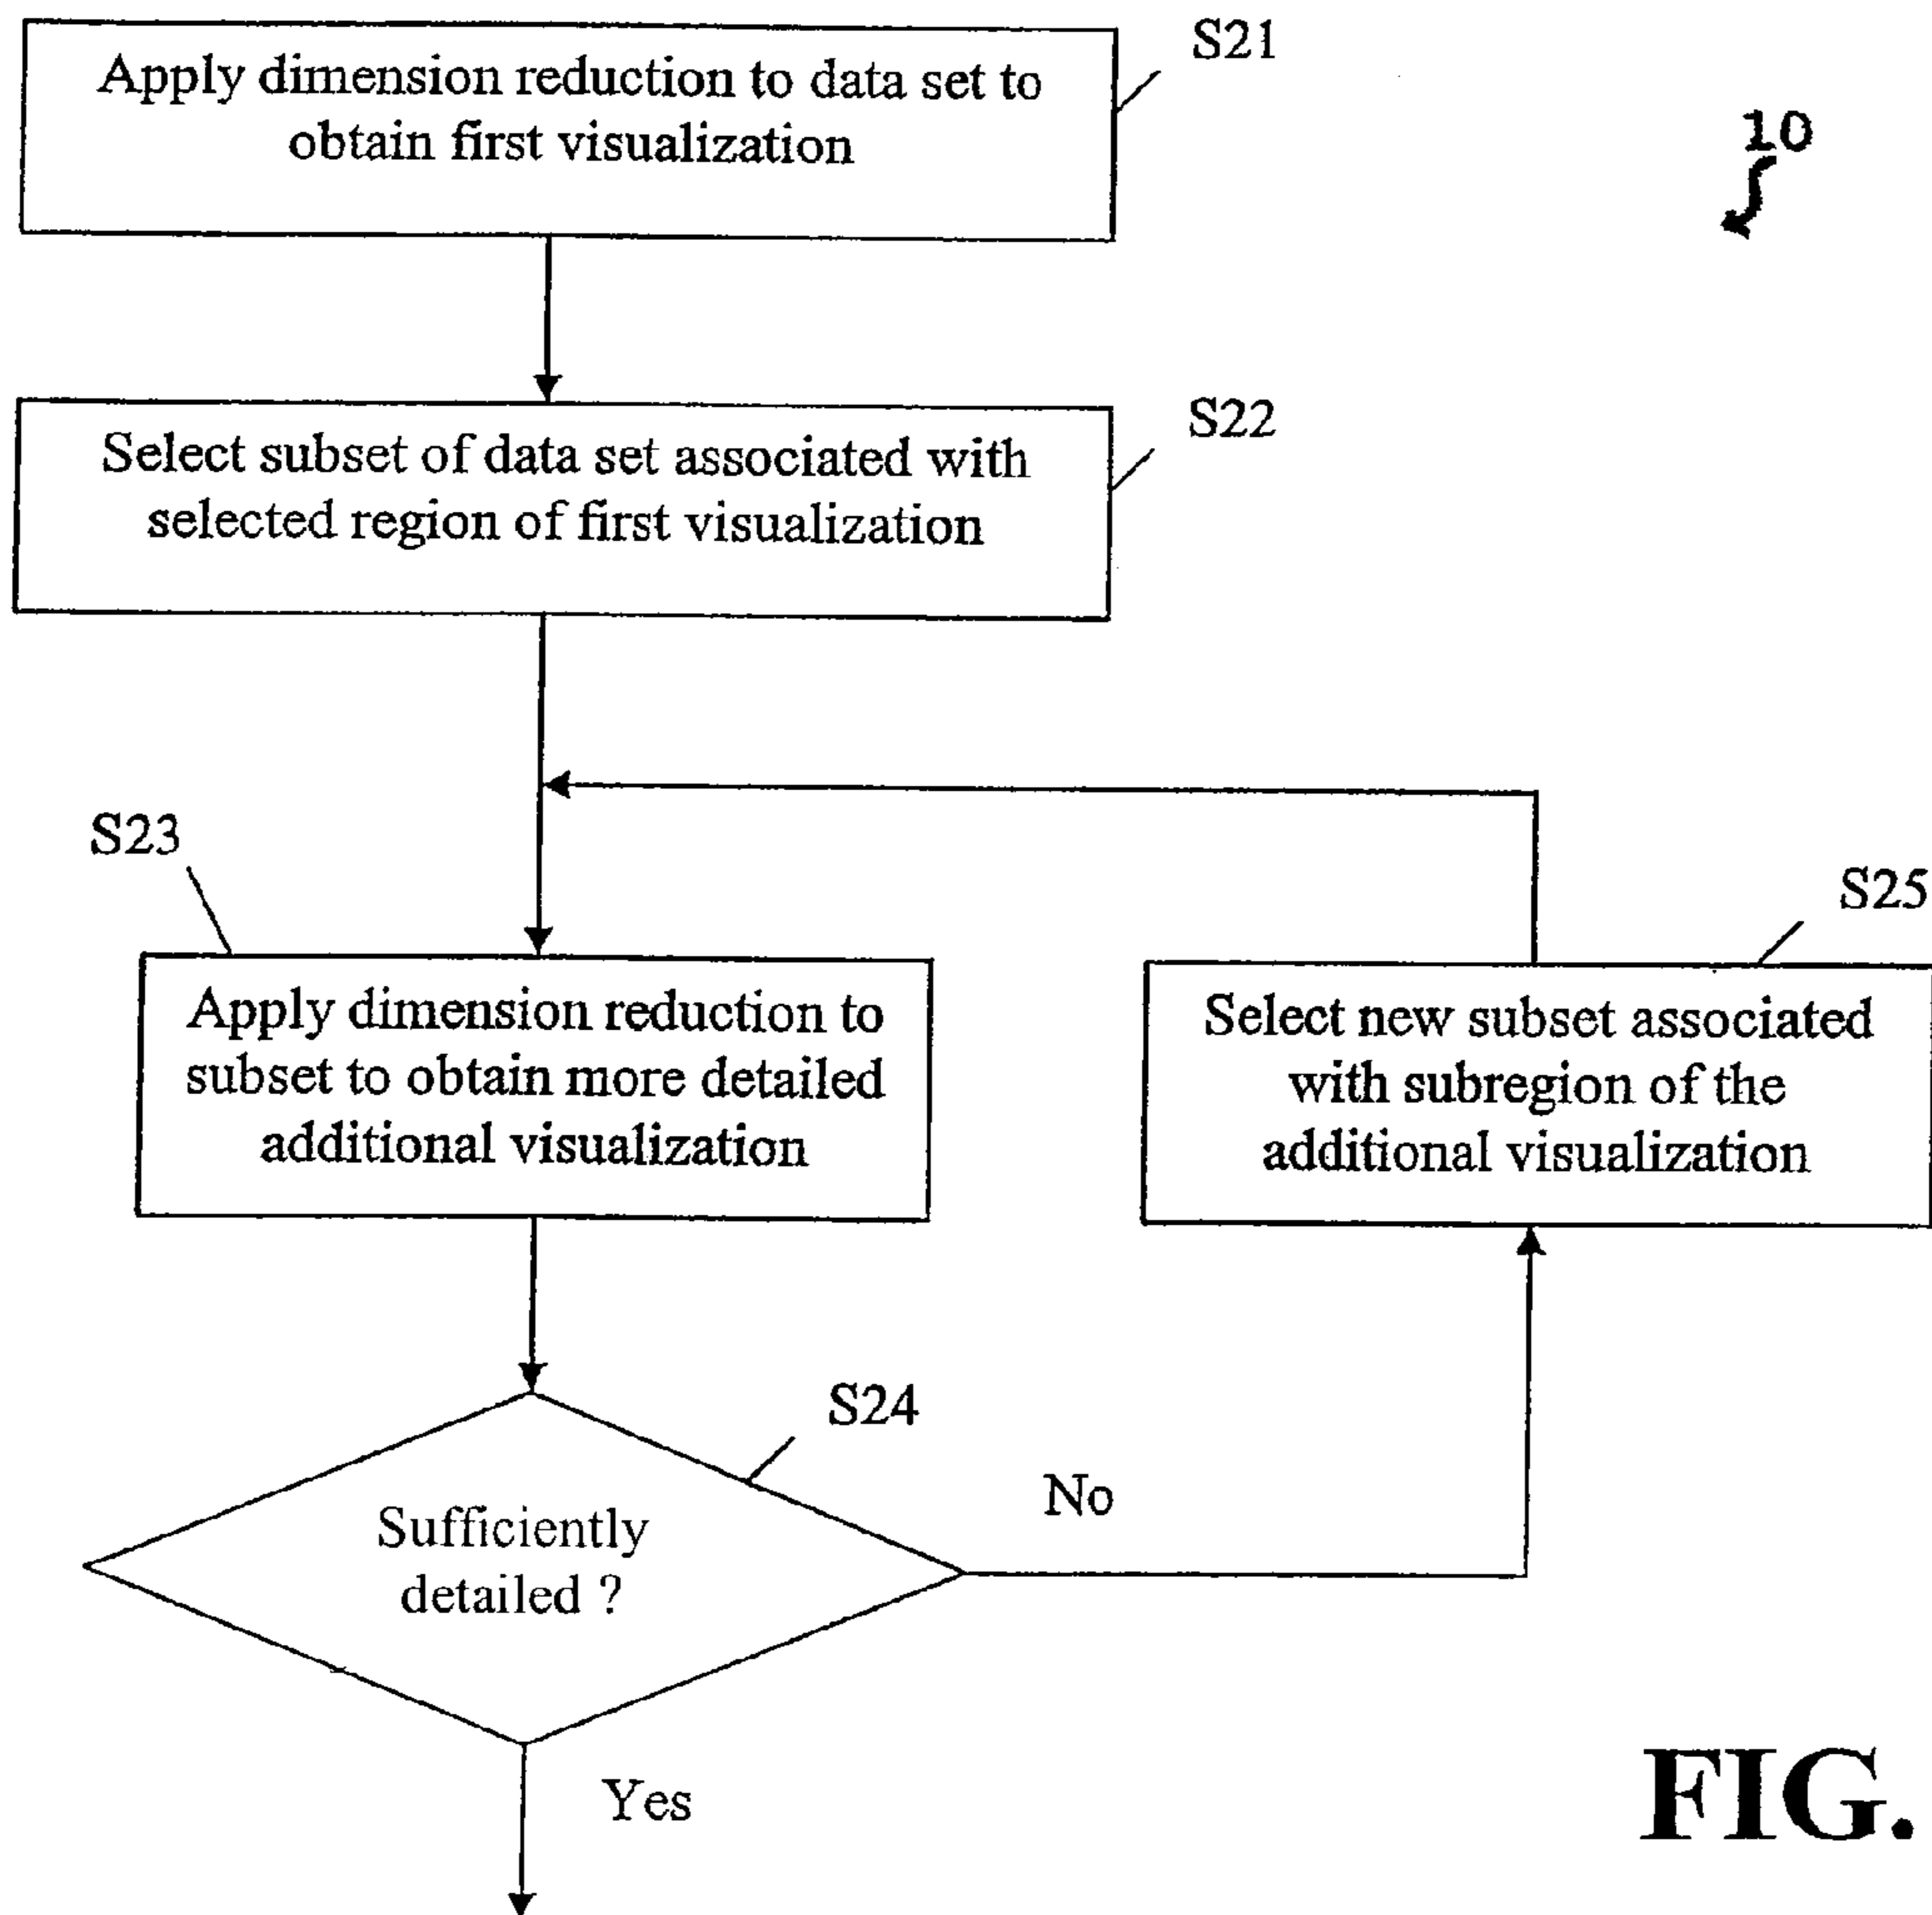 S21
Apply dimension reduction to data set to
obtain first visualization
10
S22
Select subset of data set associated with
selected region of first visualization
S23
Apply dimension reduction to
subset to obtain more detailed
additional visualization
S25
Select new subset associated
with subregion of the
additional visualization
S24
Sufficiently
detailed ?
No
Yes
FIG.